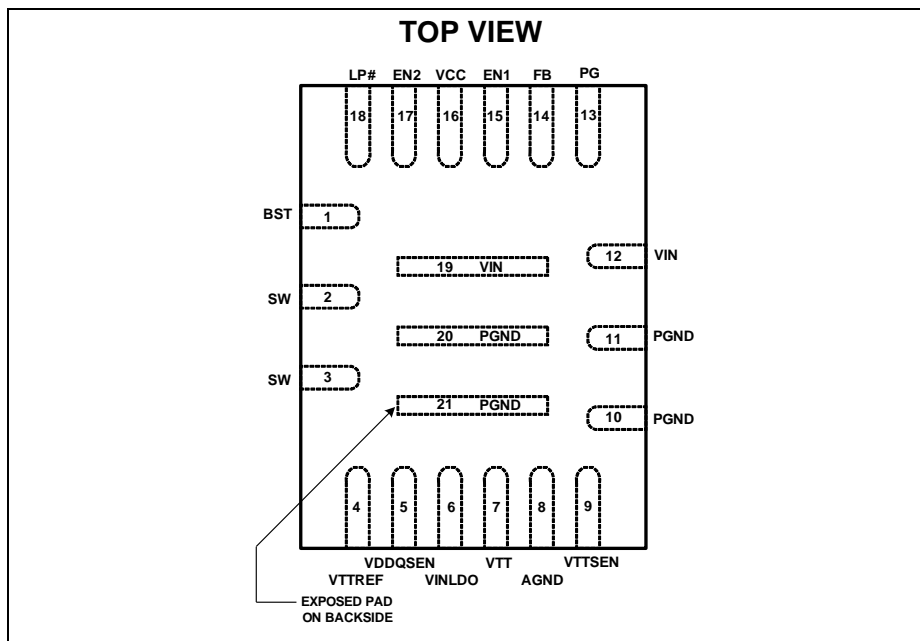 TOP VIEW
LP# EN2 VCC EN1 FB PG
18 17 16 15 14 13
BST 1
12 VIN
19 VIN
SW 2
20 PGND
11 PGND
SW 3
21 PGND
10 PGND
4 5 6 7 8 9
VDDQSEN VTT VTTSEN
VTTREF VINLDO AGND
EXPOSED PAD
ON BACKSIDE